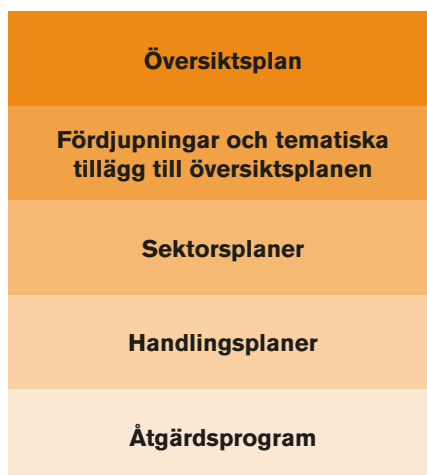 Översiktsplan
Fördjupningar och tematiska
tillägg till översiktsplanen
Sektorsplaner
Handlingsplaner
Åtgärdsprogram